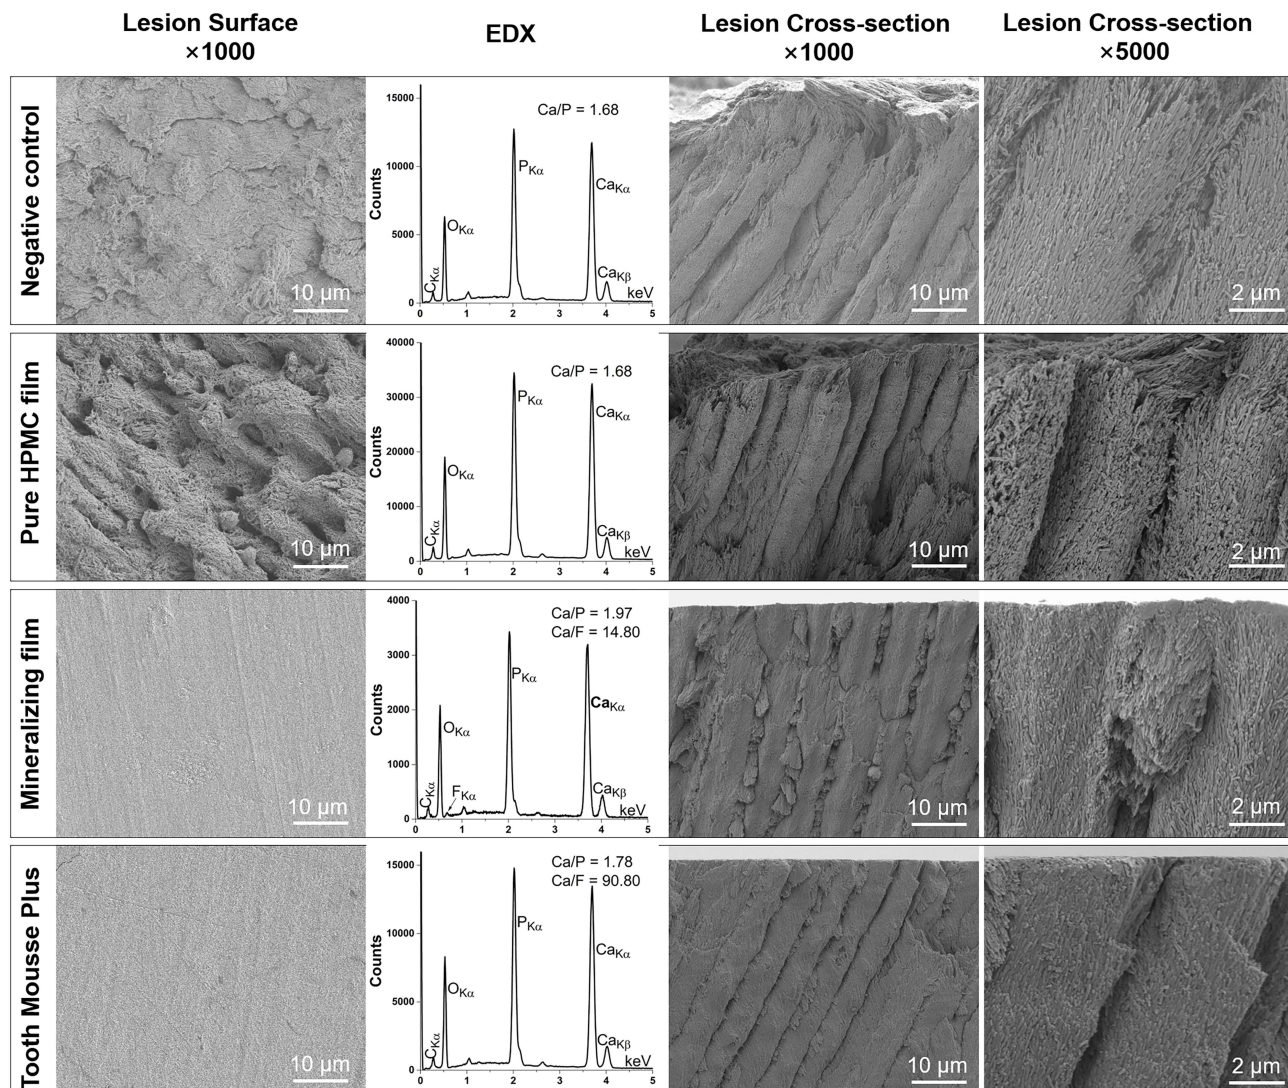 Lesion Surface
×1000
EDX
Lesion Cross-section
×1000
Lesion Cross-section
×5000
Negative control
10 µm
Counts
15000
10000
5000
0
Ca/P = 1.68
CKα
OKα
PKα
CaKα
CaKβ
keV
0 1 2 3 4 5
10 µm
2 µm
Pure HPMC film
10 µm
Counts
40000
30000
20000
10000
0
Ca/P = 1.68
CKα
OKα
PKα
CaKα
CaKβ
keV
0 1 2 3 4 5
10 µm
2 µm
Mineralizing film
10 µm
Counts
4000
3000
2000
1000
0
Ca/P = 1.97
Ca/F = 14.80
CKα
OKα
FKα
PKα
CaKα
CaKβ
keV
0 1 2 3 4 5
10 µm
2 µm
Tooth Mousse Plus
10 µm
Counts
15000
10000
5000
0
Ca/P = 1.78
Ca/F = 90.80
CKα
OKα
PKα
CaKα
CaKβ
keV
0 1 2 3 4 5
10 µm
2 µm